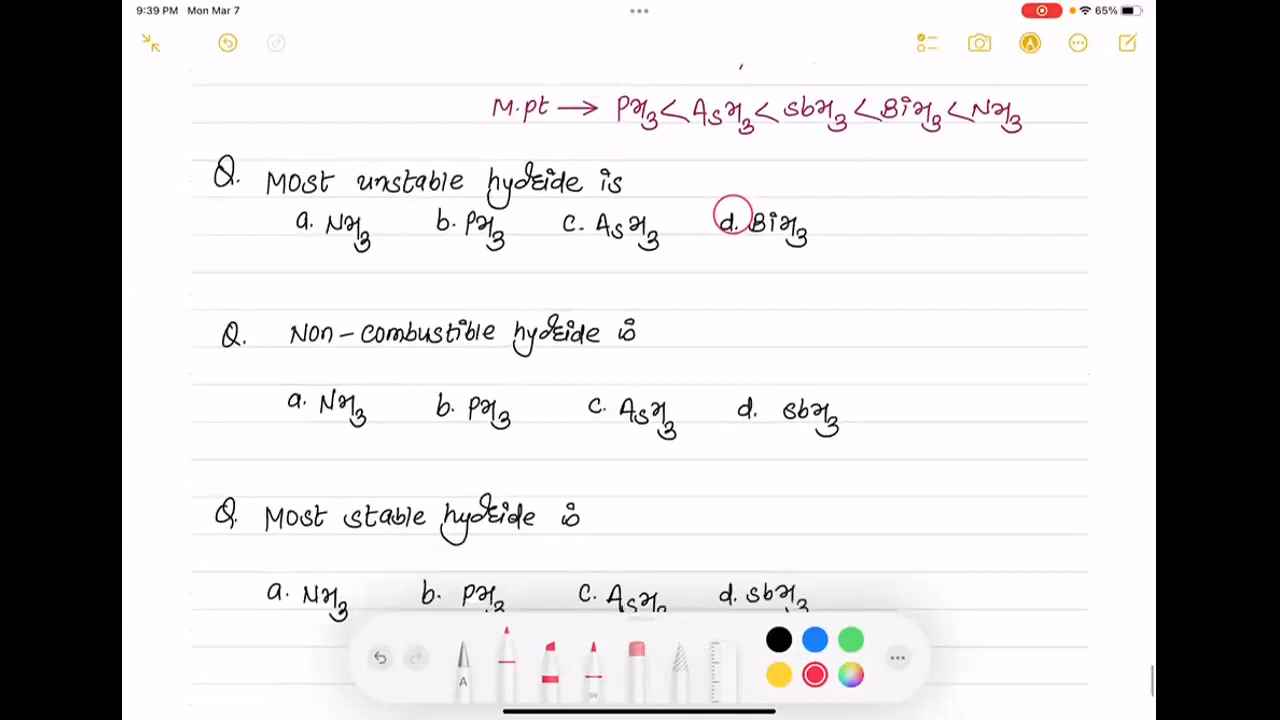 9:39 PM Mon Mar 7 65%
M.pt → PH₃ < AsH₃ < SbH₃ < BiH₃ < NH₃
Q. Most unstable hydride is
a. NH₃ b. PH₃ c. AsH₃ d. BiH₃
Q. Non-combustible hydride is
a. NH₃ b. PH₃ c. AsH₃ d. SbH₃
Q. Most stable hydride is
a. NH₃ b. PH₃ c. AsH₃ d. SbH₃
A
50